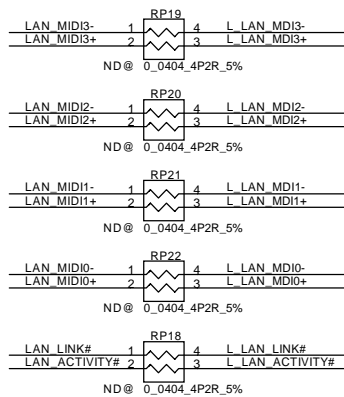 RP19
LAN_MIDI3- 1 4 L_LAN_MDI3-
LAN_MIDI3+ 2 3 L_LAN_MDI3+
ND@ 0_0404_4P2R_5%
RP20
LAN_MIDI2- 1 4 L_LAN_MDI2-
LAN_MIDI2+ 2 3 L_LAN_MDI2+
ND@ 0_0404_4P2R_5%
RP21
LAN_MIDI1- 1 4 L_LAN_MDI1-
LAN_MIDI1+ 2 3 L_LAN_MDI1+
ND@ 0_0404_4P2R_5%
RP22
LAN_MIDI0- 1 4 L_LAN_MDI0-
LAN_MIDI0+ 2 3 L_LAN_MDI0+
ND@ 0_0404_4P2R_5%
RP18
LAN_LINK# 1 4 L_LAN_LINK#
LAN_ACTIVITY# 2 3 L_LAN_ACTIVITY#
ND@ 0_0404_4P2R_5%